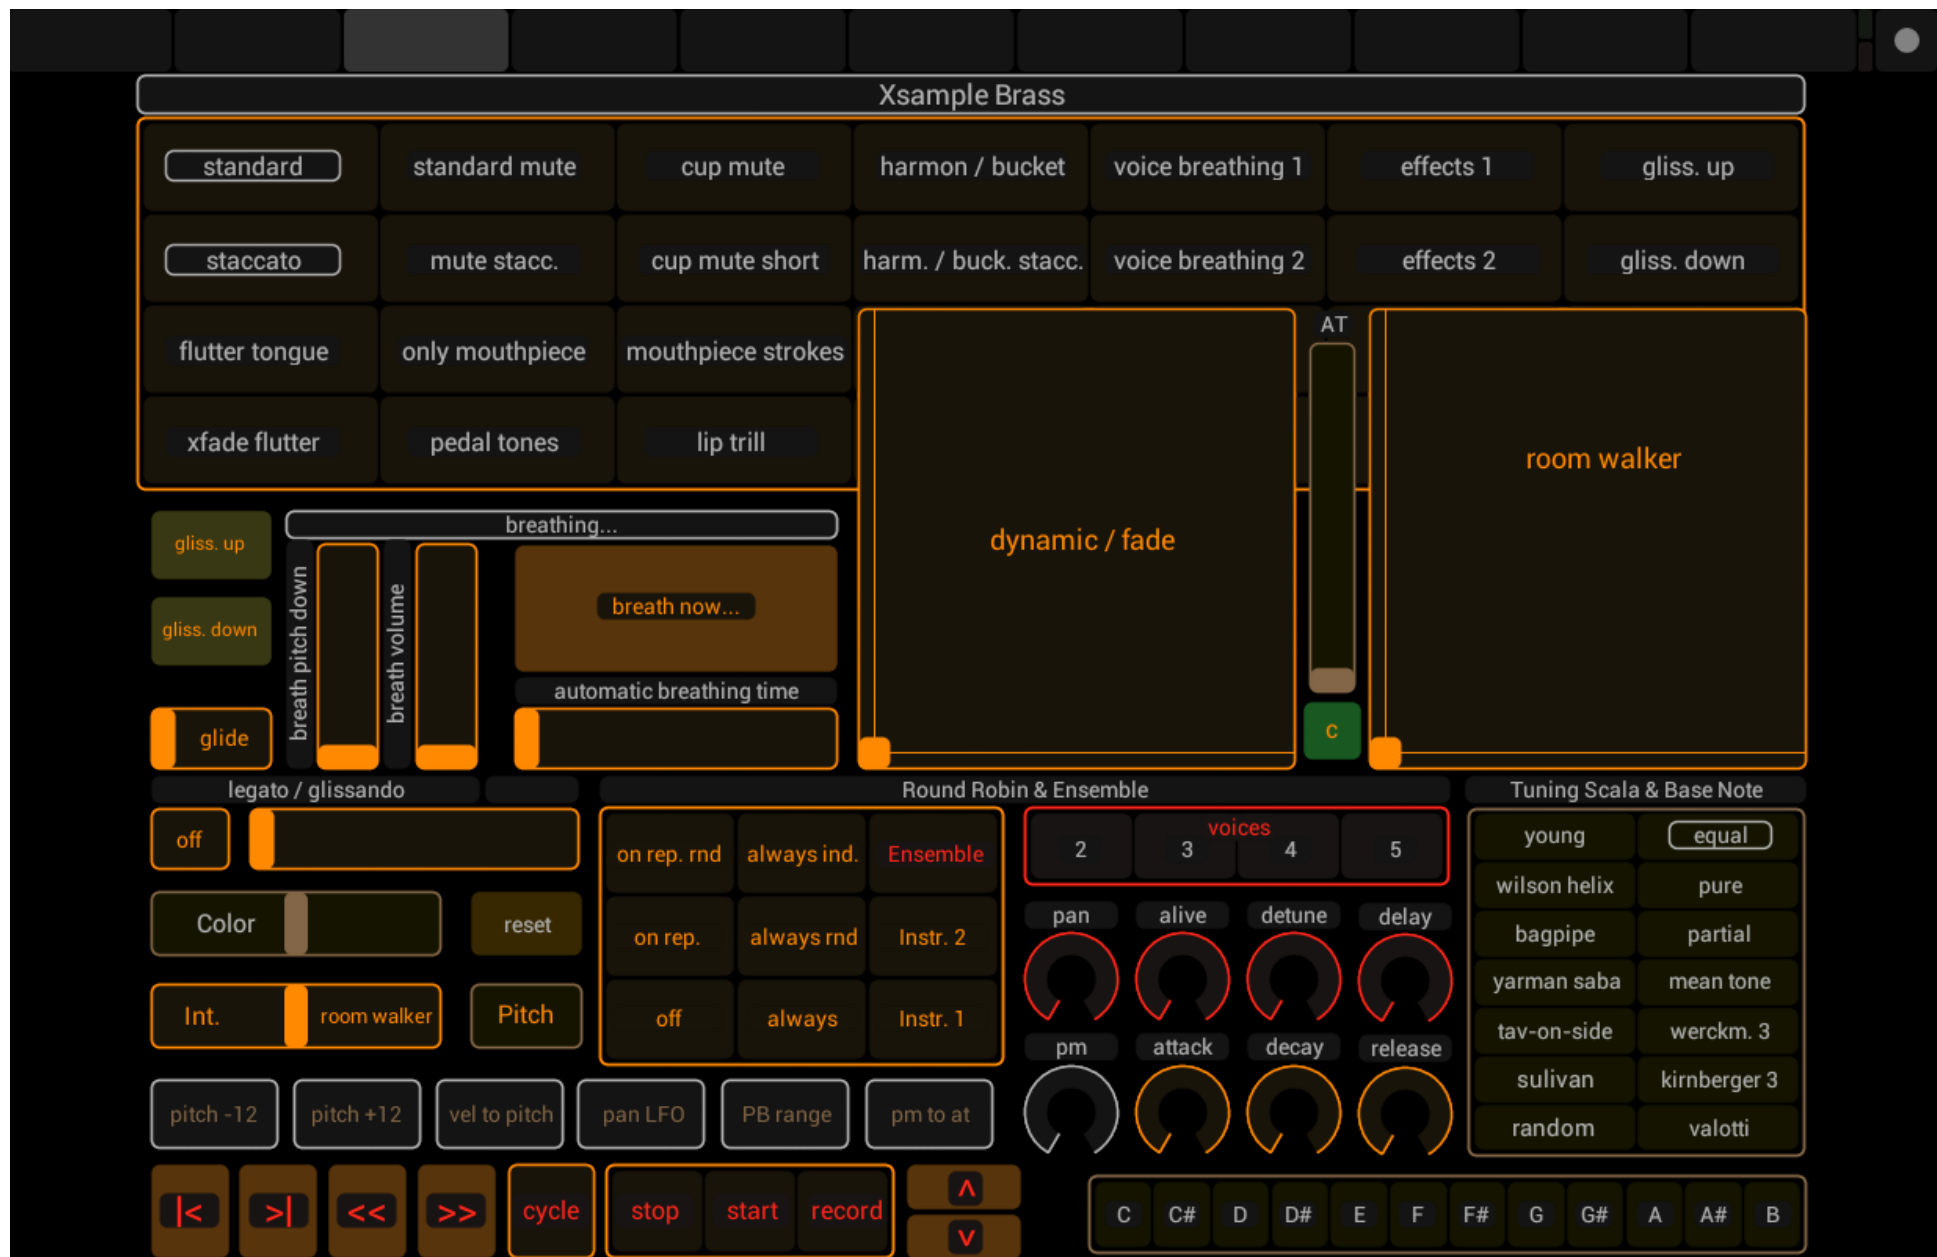 Xsample Brass
standard standard mute cup mute harmon / bucket voice breathing 1 effects 1 gliss. up
staccato mute stacc. cup mute short harm. / buck. stacc. voice breathing 2 effects 2 gliss. down
flutter tongue only mouthpiece mouthpiece strokes
xfade flutter pedal tones lip trill
AT
dynamic / fade
room walker
gliss. up
gliss. down
glide
breathing...
breath pitch down
breath volume
breath now...
automatic breathing time
c
legato / glissando
off
Color
reset
Int. room walker
Pitch
Round Robin & Ensemble
on rep. rnd always ind. Ensemble
on rep. always rnd Instr. 2
off always Instr. 1
voices
2 3 4 5
pan alive detune delay
pm attack decay release
Tuning Scala & Base Note
young equal
wilson helix pure
bagpipe partial
yarman saba mean tone
tav-on-side werckm. 3
sulivan kirnberger 3
random valotti
pitch -12 pitch +12 vel to pitch pan LFO PB range pm to at
|< >| << >> cycle stop start record
^
v
C C# D D# E F F# G G# A A# B